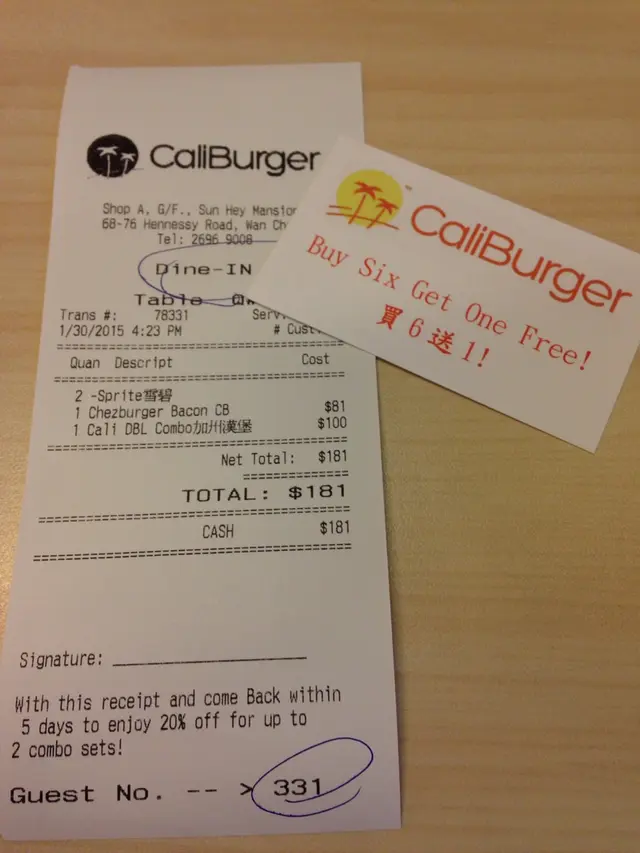 CaliBurger
Shop A, G/F., Sun Hey Mansion
68-76 Hennessy Road, Wan
Tel: 2696 9008
Dine-IN
Table
Trans #: 78331
1/30/2015 4:23 PM # Cust
====================================
Quan Descript Cost
====================================
2 -Sprite雪碧
1 Chezburger Bacon CB $81
1 Cali DBL Combo加州漢堡 $100
====================================
Net Total: $181
=============
TOTAL: $181
====================================
CASH $181
====================================
Signature:
With this receipt and come Back within
5 days to enjoy 20% off for up to
2 combo sets!
Guest No. -- > 331
CaliBurger
Buy Six Get One Free!
買6送1!